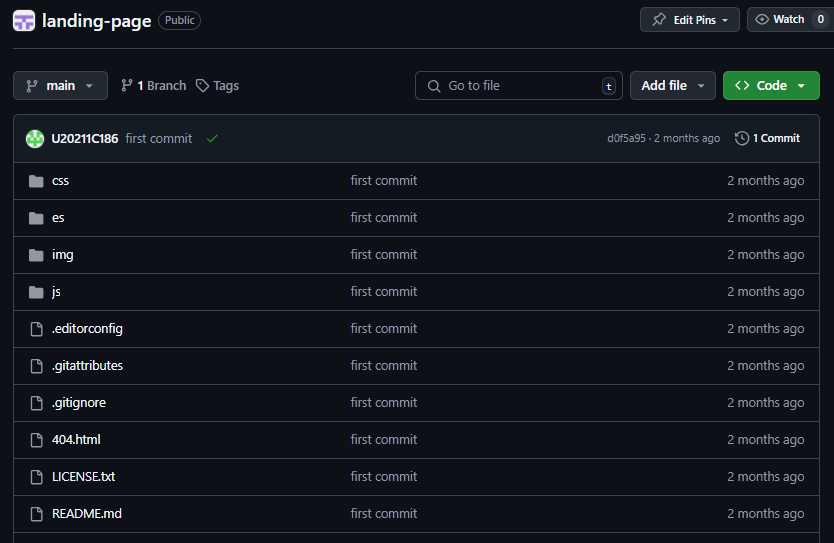 landing-page Public Edit Pins Watch 0
main 1 Branch Tags Go to file t Add file Code
U20211C186 first commit d0f5a95 · 2 months ago 1 Commit
css first commit 2 months ago
es first commit 2 months ago
img first commit 2 months ago
js first commit 2 months ago
.editorconfig first commit 2 months ago
.gitattributes first commit 2 months ago
.gitignore first commit 2 months ago
404.html first commit 2 months ago
LICENSE.txt first commit 2 months ago
README.md first commit 2 months ago